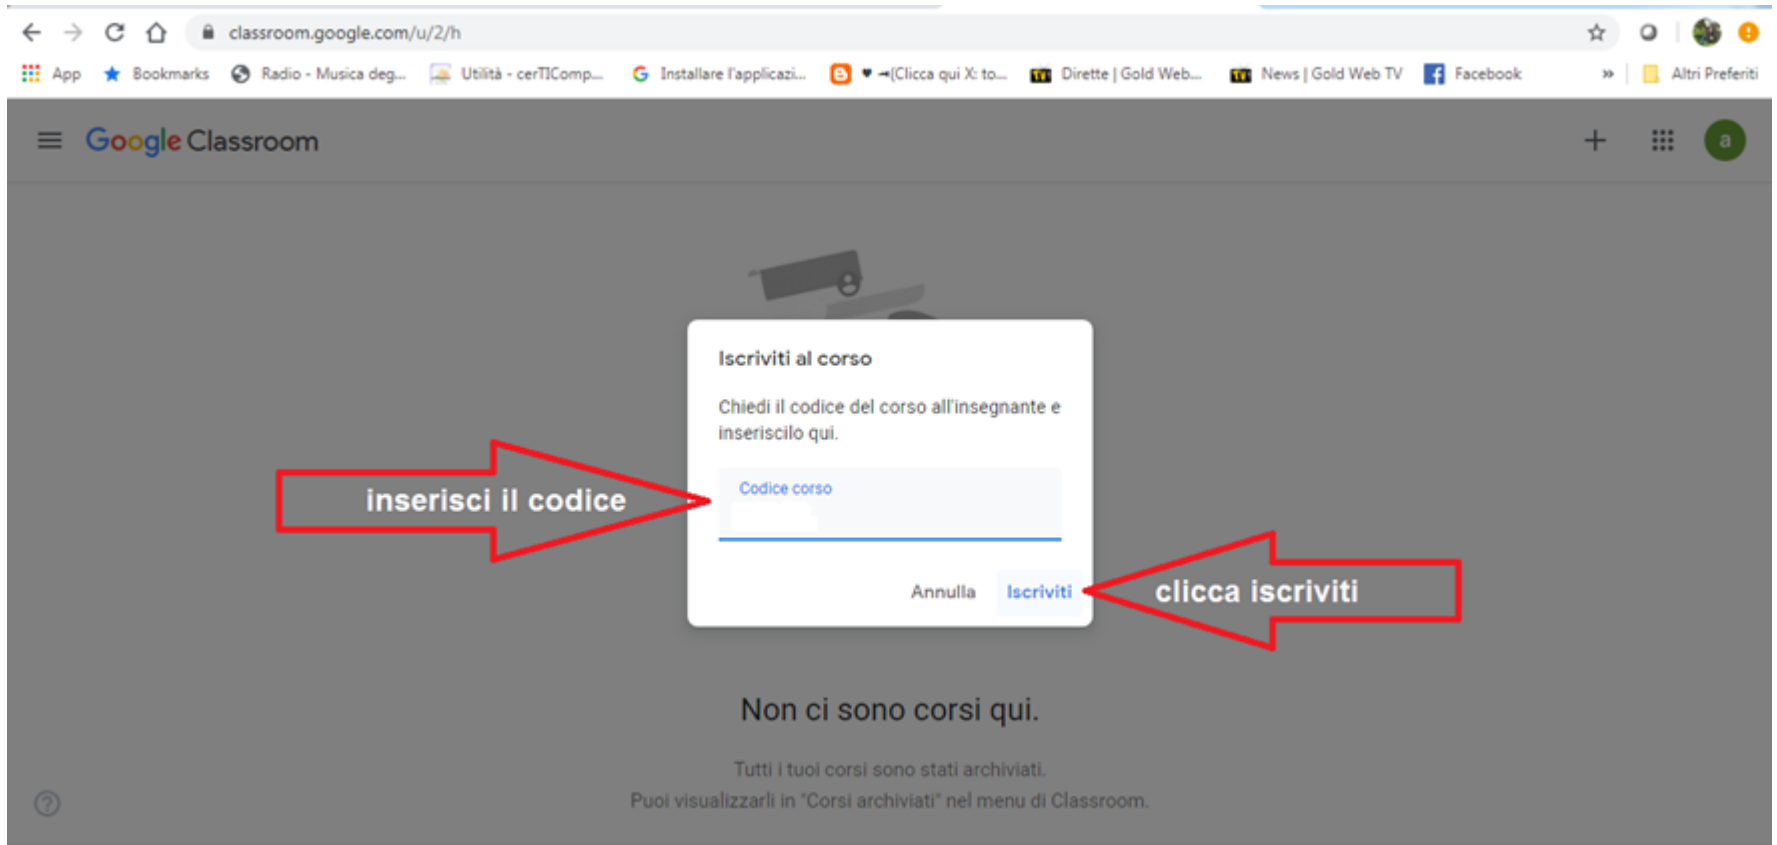 classroom.google.com/u/2/h
App Bookmarks Radio - Musica deg... Utilità - cerTIComp... Installare l'applicazi... ♥ ⇥(Clicca qui X: to... Dirette | Gold Web... News | Gold Web TV Facebook » Altri Preferiti
Google Classroom
a
Iscriviti al corso
Chiedi il codice del corso all'insegnante e
inseriscilo qui.
Codice corso
inserisci il codice
Annulla Iscriviti
clicca iscriviti
Non ci sono corsi qui.
Tutti i tuoi corsi sono stati archiviati.
Puoi visualizzarli in "Corsi archiviati" nel menu di Classroom.